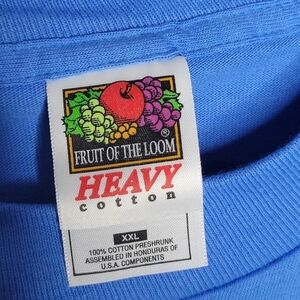 ®
FRUIT OF THE LOOM
HEAVY
cotton
XXL
100% COTTON PRESHRUNK
ASSEMBLED IN HONDURAS OF
U.S.A. COMPONENTS